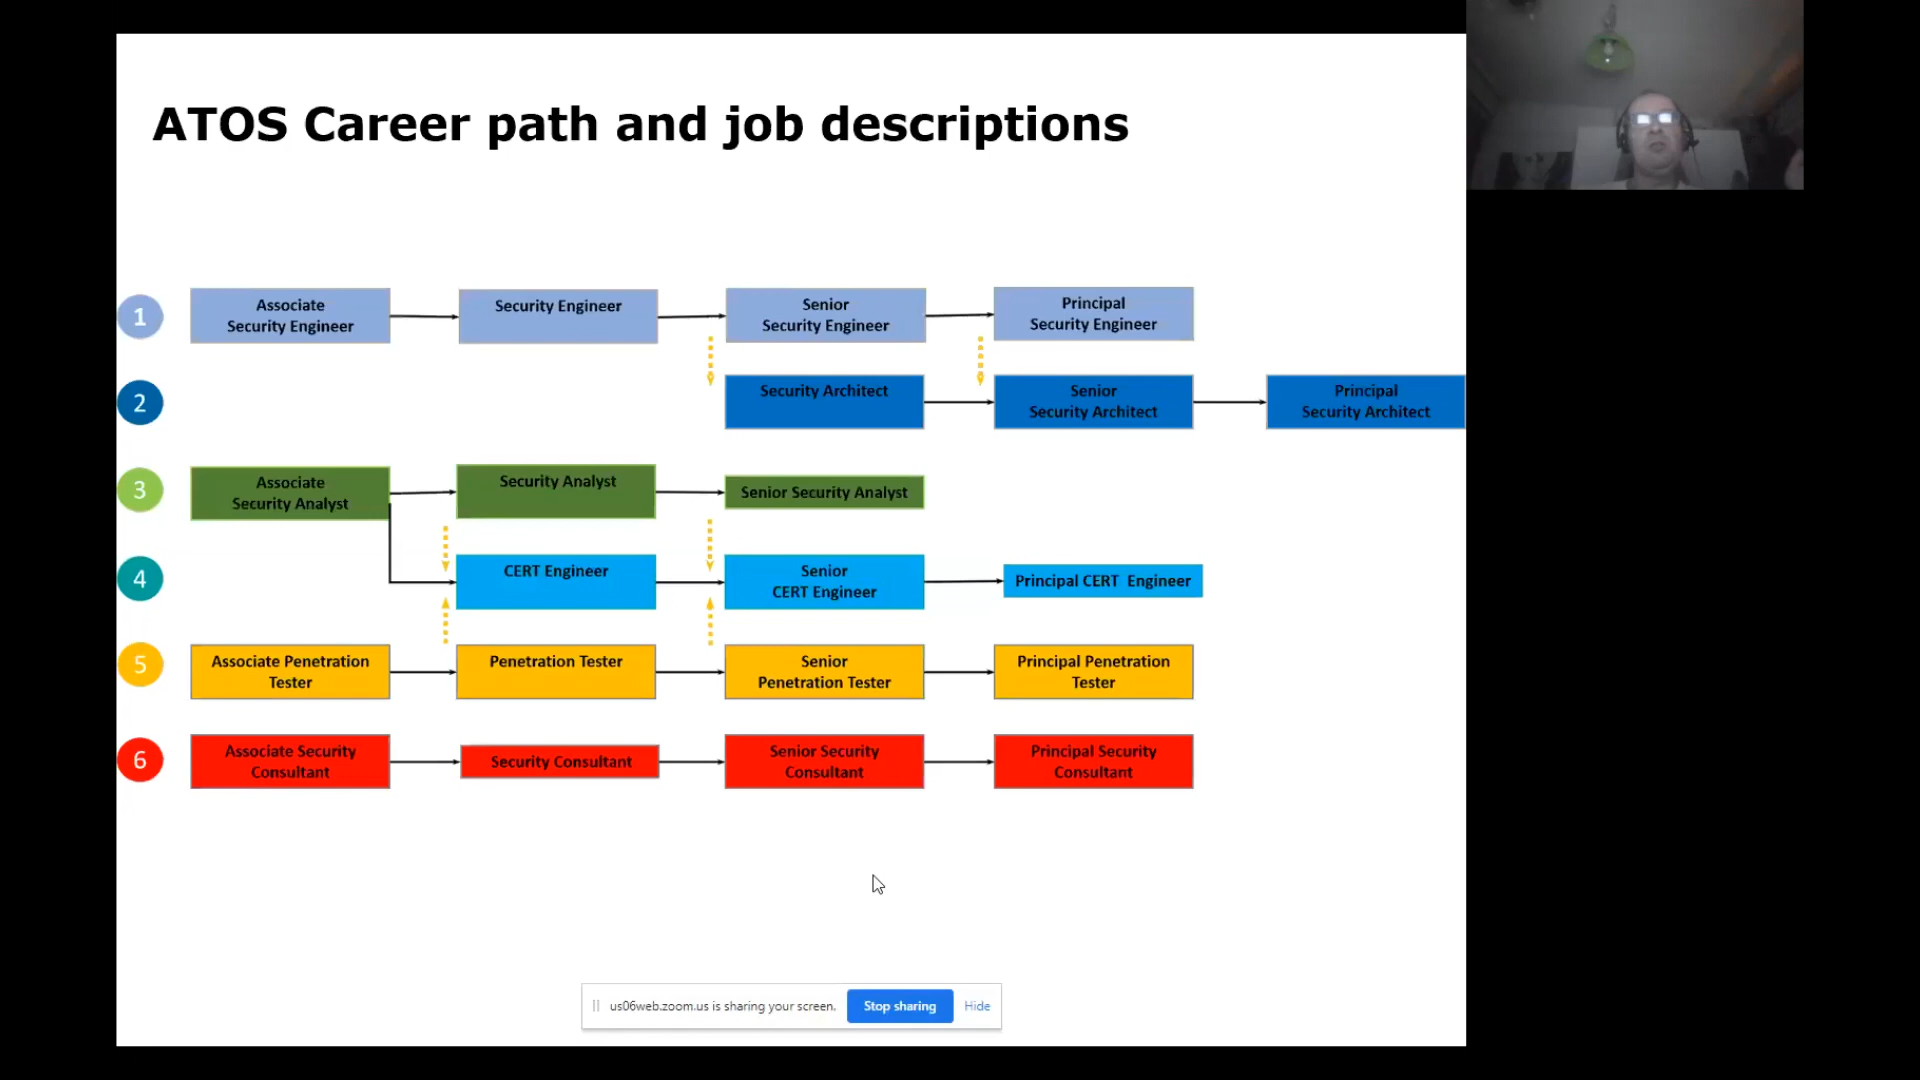 ATOS Career path and job descriptions
1
Associate
Security Engineer
Security Engineer
Senior
Security Engineer
Principal
Security Engineer
2
Security Architect
Senior
Security Architect
Principal
Security Architect
3
Associate
Security Analyst
Security Analyst
Senior Security Analyst
4
CERT Engineer
Senior
CERT Engineer
Principal CERT  Engineer
5
Associate Penetration
Tester
Penetration Tester
Senior
Penetration Tester
Principal Penetration
Tester
6
Associate Security
Consultant
Security Consultant
Senior Security
Consultant
Principal Security
Consultant
us06web.zoom.us is sharing your screen.
Stop sharing
Hide